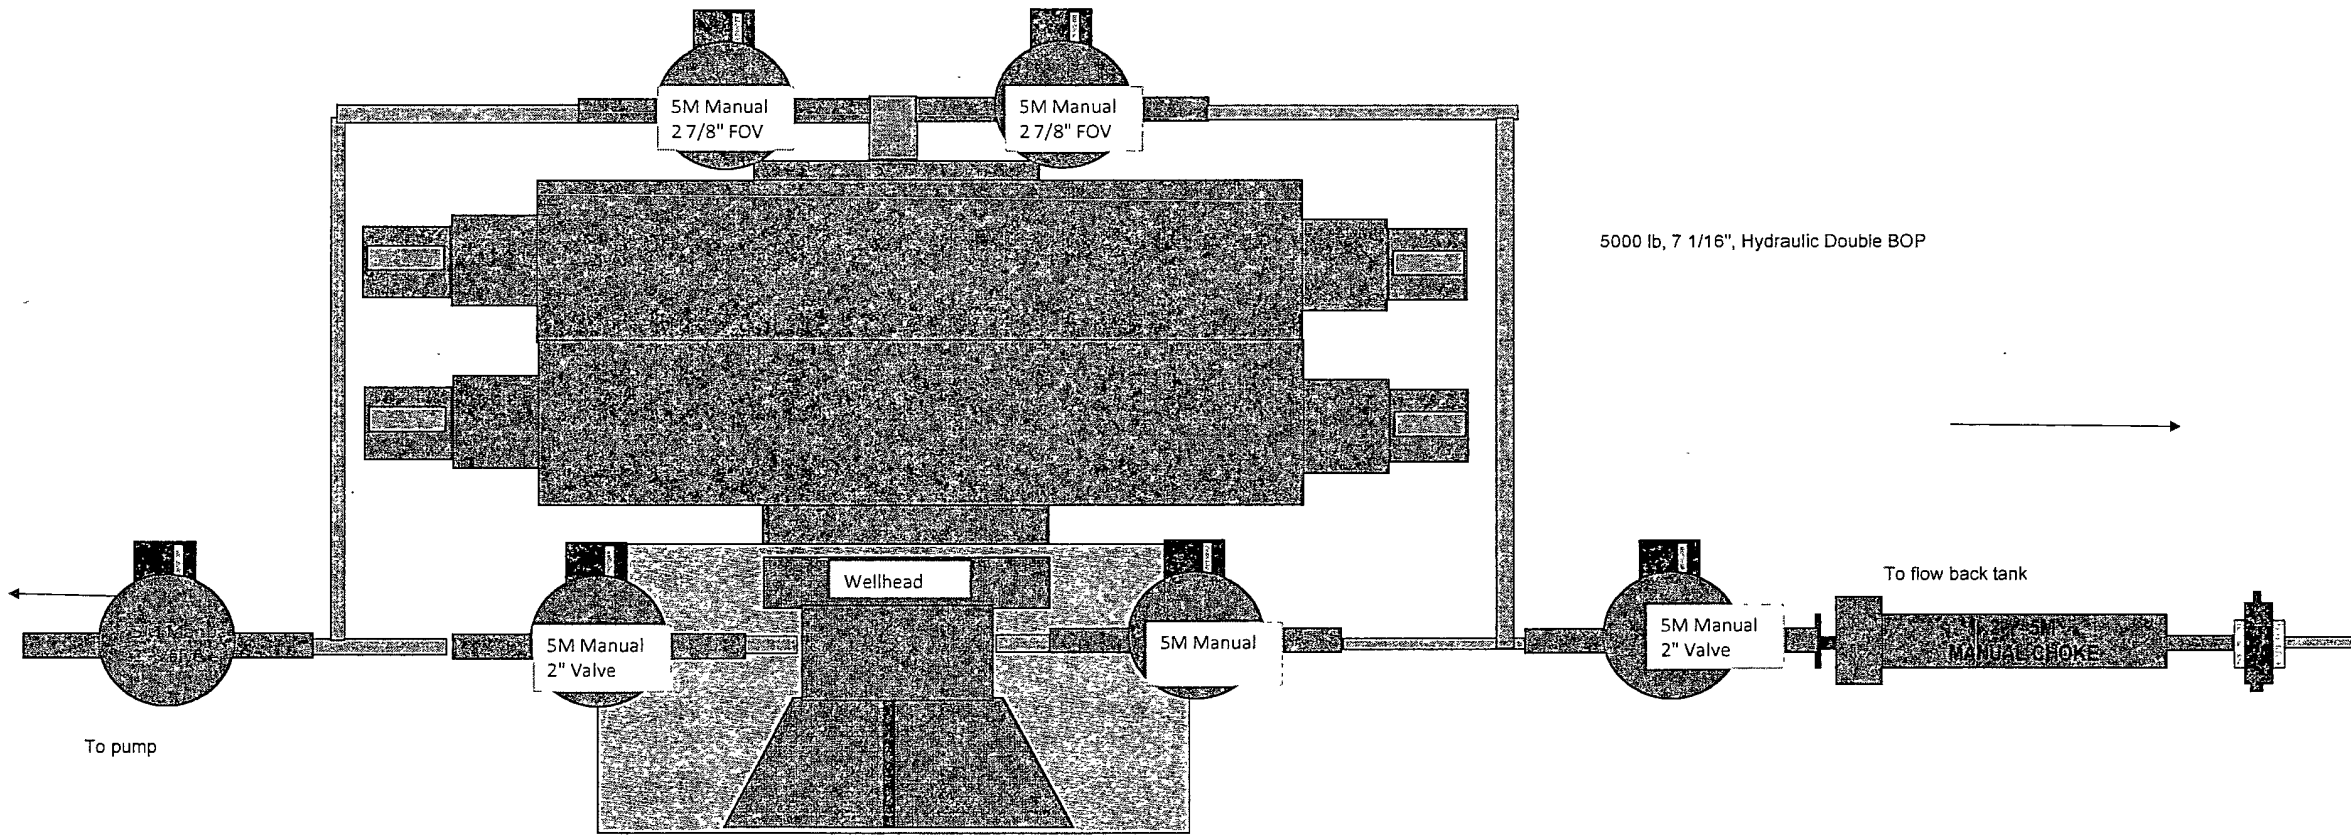 5M Manual
2 7/8" FOV
5M Manual
2 7/8" FOV
5000 lb, 7 1/16", Hydraulic Double BOP
Wellhead
To flow back tank
5M Manual
2" Valve
5M Manual
5M Manual
2" Valve
5M
MANUAL CHOKE
To pump